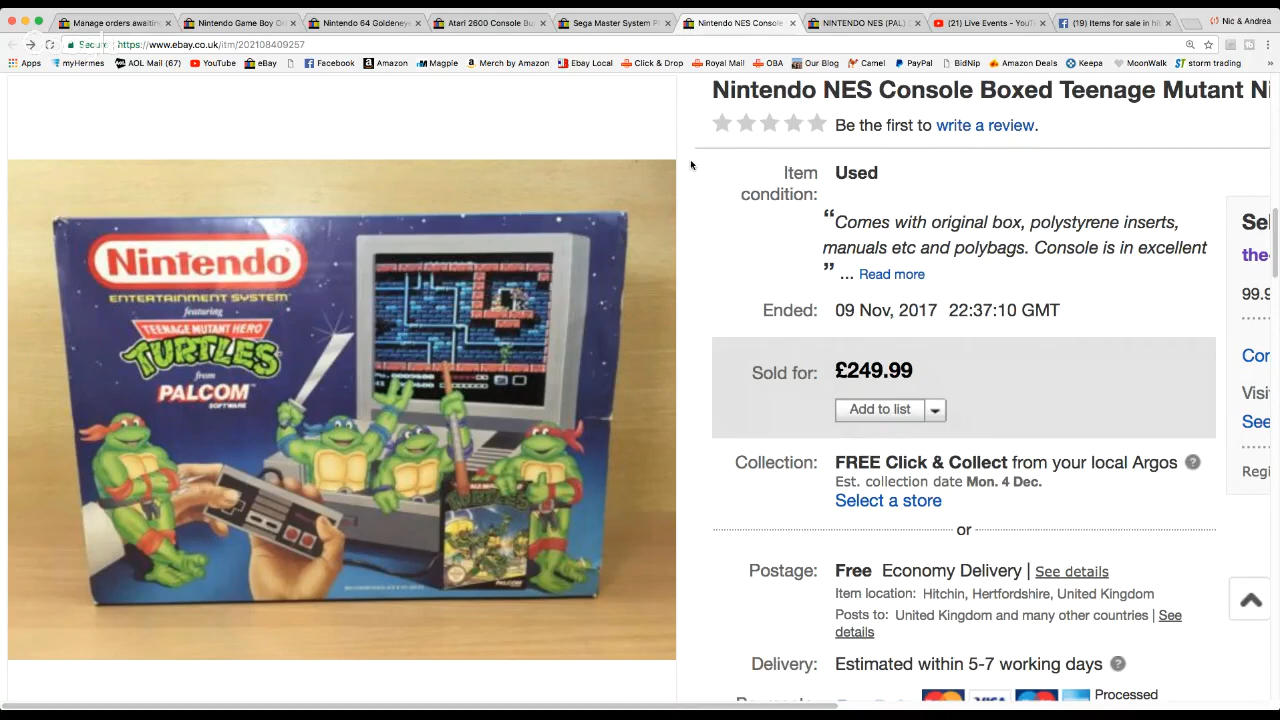 Manage orders awaitin
Nintendo Game Boy Or
Nintendo 64 Goldeneye
Atari 2600 Console Bu
Sega Master System P
Nintendo NES Console
NINTENDO NES (PAL)
(21) Live Events - YouT
(19) Items for sale in hit
Nic & Andrea
Secure
https://www.ebay.co.uk/itm/202108409257
Apps myHermes AOL Mail (67) YouTube eBay Facebook Amazon Magpie Merch by Amazon Ebay Local Click & Drop Royal Mail OBA Our Blog Camel PayPal BidNip Amazon Deals Keepa MoonWalk storm trading »
Nintendo NES Console Boxed Teenage Mutant Ni
Be the first to write a review.
Item condition:
Used
“Comes with original box, polystyrene inserts,
manuals etc and polybags. Console is in excellent
” ... Read more
Ended: 09 Nov, 2017 22:37:10 GMT
Sold for: £249.99
Add to list
Collection: FREE Click & Collect from your local Argos
Est. collection date Mon. 4 Dec.
Select a store
or
Postage: Free Economy Delivery | See details
Item location: Hitchin, Hertfordshire, United Kingdom
Posts to: United Kingdom and many other countries | See
details
Delivery: Estimated within 5-7 working days
Processed
VISA
Sel
the-
99.9
Con
Visi
See
Regi
Nintendo
ENTERTAINMENT SYSTEM
featuring
TEENAGE MUTANT HERO
TURTLES
from
PALCOM
SOFTWARE
PALCOM